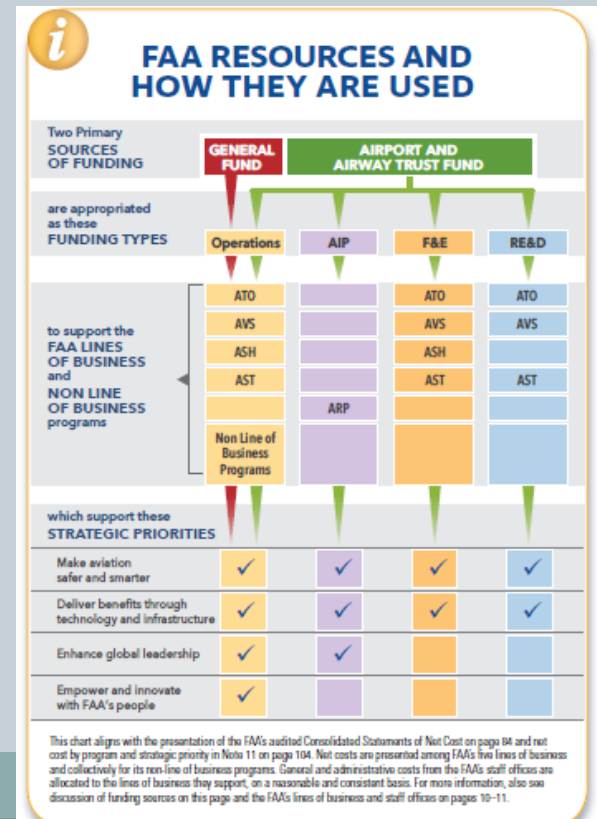 i
FAA RESOURCES AND
HOW THEY ARE USED
Two Primary
SOURCES
OF FUNDING
GENERAL
FUND
AIRPORT AND
AIRWAY TRUST FUND
are appropriated
as these
FUNDING TYPES
Operations AIP F&E RE&D
to support the
FAA LINES
OF BUSINESS
and
NON LINE
OF BUSINESS
programs
ATO ATO ATO
AVS AVS AVS
ASH ASH
AST AST AST
ARP
Non Line of
Business
Programs
which support these
STRATEGIC PRIORITIES
Make aviation
safer and smarter
✓ ✓ ✓ ✓
Deliver benefits through
technology and infrastructure
✓ ✓ ✓ ✓
Enhance global leadership
✓ ✓
Empower and innovate
with FAA's people
✓
This chart aligns with the presentation of the FAA's audited Consolidated Statements of Net Cost on page 84 and net
cost by program and strategic priority in Note 11 on page 104. Net costs are presented among FAA's five lines of business
and collectively for its non-line of business programs. General and administrative costs from the FAA's staff offices are
allocated to the lines of business they support, on a reasonable and consistent basis. For more information, also see
discussion of funding sources on this page and the FAA's lines of business and staff offices on pages 10–11.